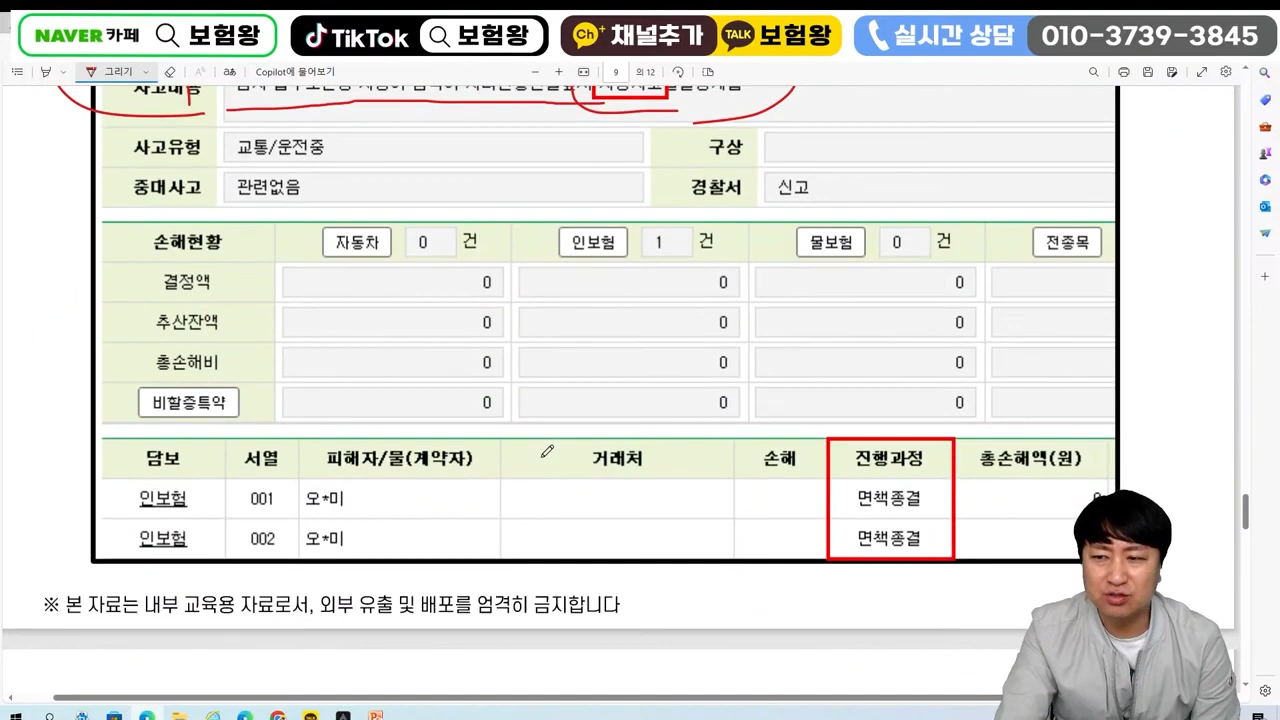 NAVER 카페 보험왕 TikTok 보험왕 Ch+ 채널추가 TALK 보험왕 실시간 상담 010-3739-3845
그리기 가あ Copilot에 물어보기 9 의 12
사고내용
사고유형 교통/운전중 구상
중대사고 관련없음 경찰서 신고
손해현황 자동차 0 건 인보험 1 건 물보험 0 건 전종목
결정액 0 0 0
추산잔액 0 0 0
총손해비 0 0 0
비할증특약 0 0 0
담보 서열 피해자/물(계약자) 거래처 손해 진행과정 총손해액(원)
인보험 001 오*미 면책종결
인보험 002 오*미 면책종결
※ 본 자료는 내부 교육용 자료로서, 외부 유출 및 배포를 엄격히 금지합니다